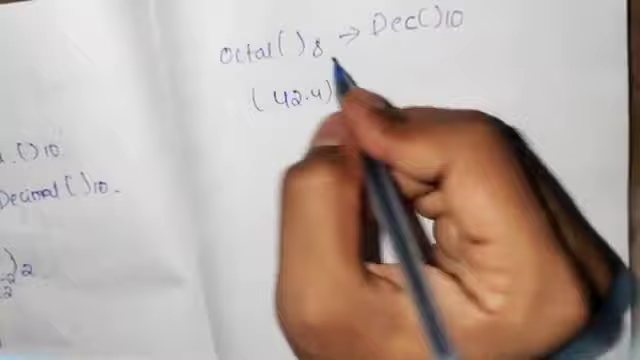 Octal ( )8 → Dec( )10
(42.4)
. ( )10
Decimal ( )10.
)2